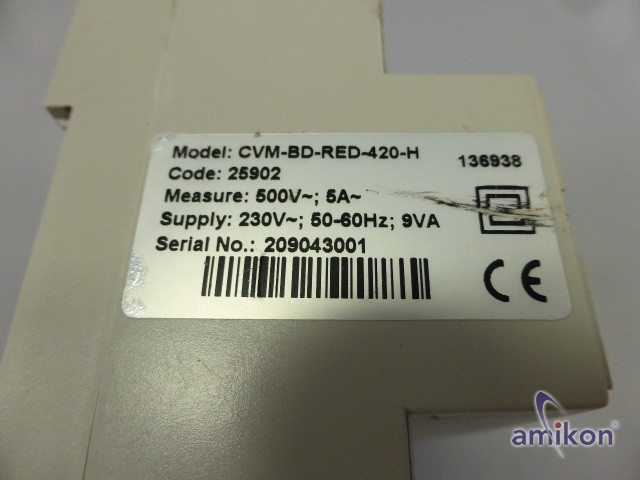 Model: CVM-BD-RED-420-H
136938
Code: 25902
Measure: 500V~; 5A~
Supply: 230V~; 50-60Hz; 9VA
Serial No.: 209043001
CE
amikon